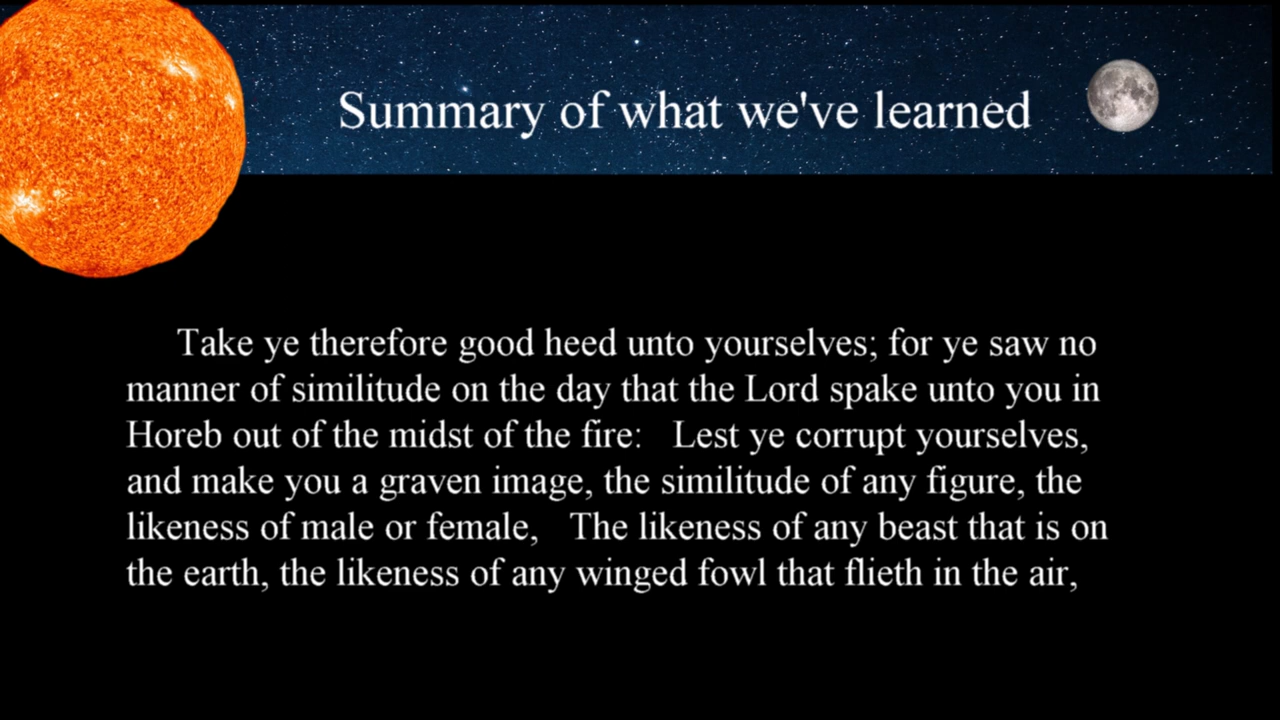 Summary of what we've learned
Take ye therefore good heed unto yourselves; for ye saw no
manner of similitude on the day that the Lord spake unto you in
Horeb out of the midst of the fire:   Lest ye corrupt yourselves,
and make you a graven image, the similitude of any figure, the
likeness of male or female,   The likeness of any beast that is on
the earth, the likeness of any winged fowl that flieth in the air,